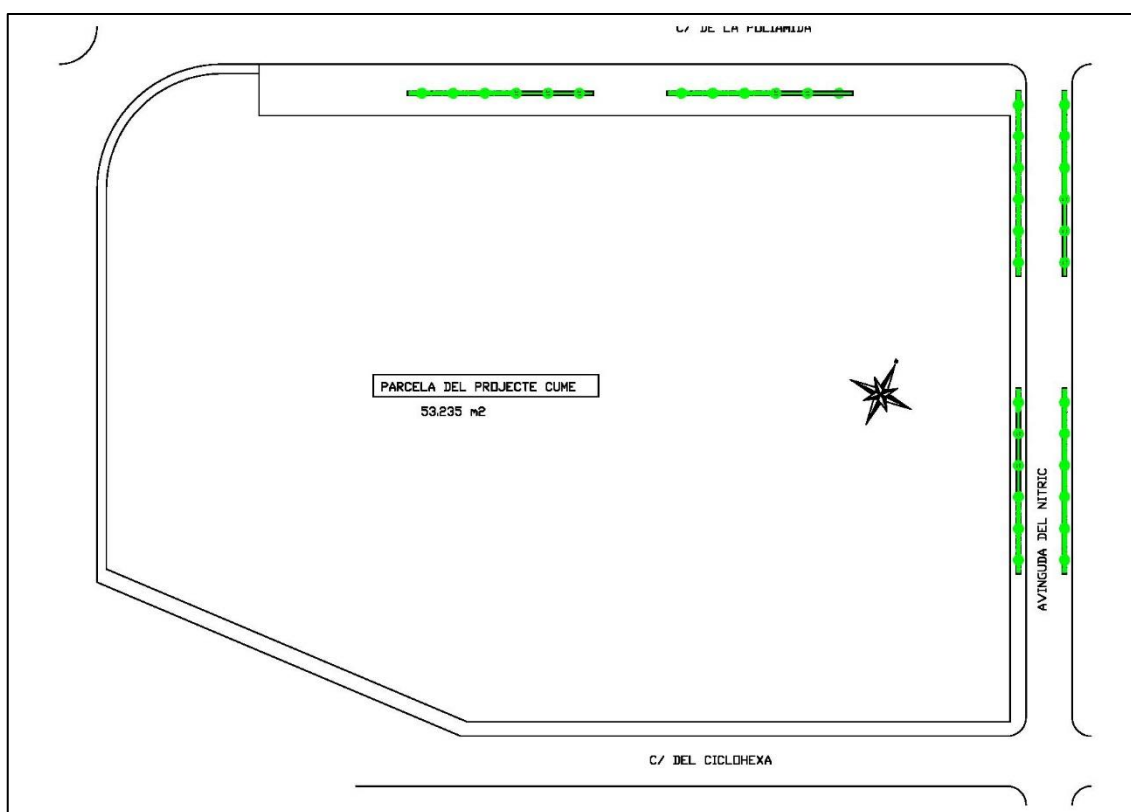 C/ DE LA POLIAMIDA
PARCELA DEL PROJECTE CUME
53,235 m2
AVINGUDA DEL NITRIC
C/ DEL CICLOHEXA